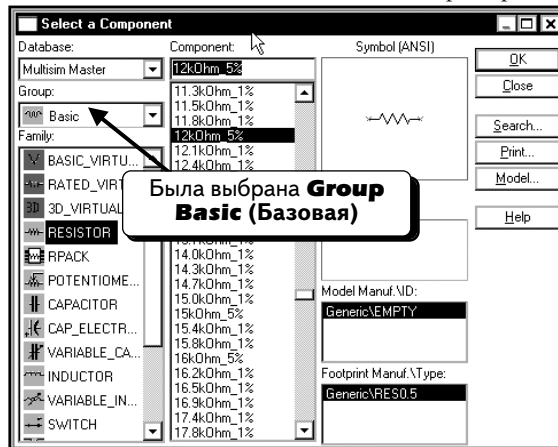 Select a Component
Database:
Multisim Master
Group:
Basic
Family:
BASIC_VIRTU...
RATED_VIRT
3D_VIRTUAL
RESISTOR
RPACK
POTENTIOME...
CAPACITOR
CAP_ELECTR...
VARIABLE_CA...
INDUCTOR
VARIABLE_IN...
SWITCH
Component:
12kOhm_5%
11.3kOhm_1%
11.5kOhm_1%
11.8kOhm_1%
12kOhm_5%
12.1kOhm_1%
12.4kOhm_1%
14.0kOhm_1%
14.3kOhm_1%
14.7kOhm_1%
15.0kOhm_1%
15kOhm_5%
15.4kOhm_1%
15.8kOhm_1%
16kOhm_5%
16.2kOhm_1%
16.5kOhm_1%
16.9kOhm_1%
17.4kOhm_1%
17.8kOhm_1%
Была выбрана Group
Basic (Базовая)
Symbol (ANSI)
Model Manuf.\ID:
Generic\EMPTY
Footprint Manuf.\Type:
Generic\RES0.5
OK
Close
Search...
Print...
Model...
Help